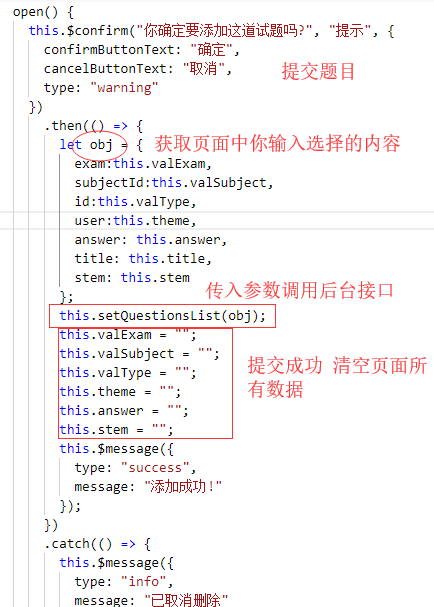 open() {
this.$confirm("你确定要添加这道试题吗?", "提示", {
confirmButtonText: "确定",
cancelButtonText: "取消",
提交题目
type: "warning"
})
.then(() => {
let obj = {
获取页面中你输入选择的内容
exam:this.valExam,
subjectId:this.valSubject,
id:this.valType,
user:this.theme,
answer: this.answer,
title: this.title,
stem: this.stem
};
传入参数调用后台接口
this.setQuestionsList(obj);
this.valExam = "";
this.valSubject = "";
this.valType = "";
this.theme = "";
this.answer = "";
this.stem = "";
提交成功 清空页面所
有数据
this.$message({
type: "success",
message: "添加成功!"
});
})
.catch(() => {
this.$message({
type: "info",
message: "已取消删除"